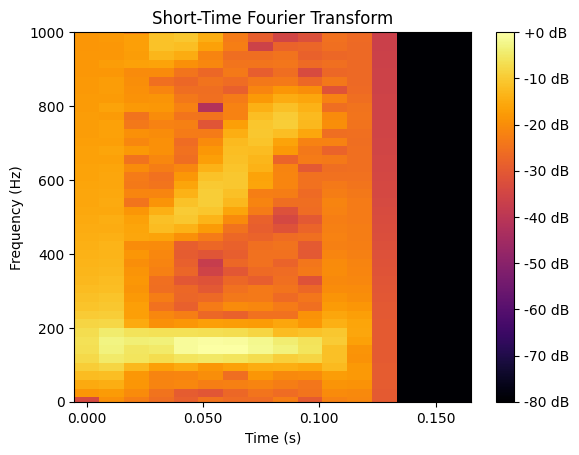 Short-Time Fourier Transform
1000
800
600
400
200
0
Frequency (Hz)
0.000
0.050
0.100
0.150
Time (s)
+0 dB
-10 dB
-20 dB
-30 dB
-40 dB
-50 dB
-60 dB
-70 dB
-80 dB